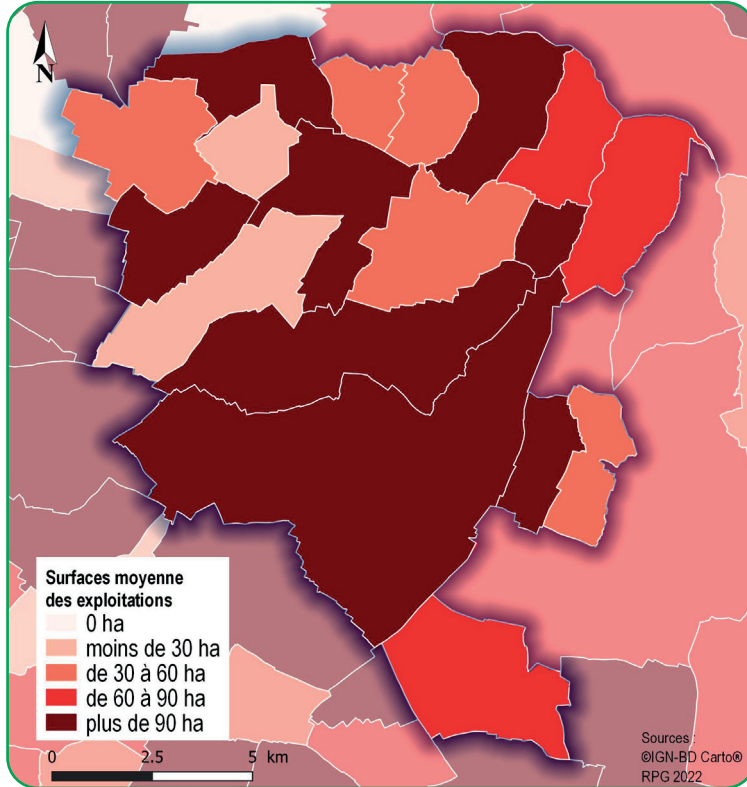 N
Surfaces moyenne
des exploitations
0 ha
moins de 30 ha
de 30 à 60 ha
de 60 à 90 ha
plus de 90 ha
0 2.5 5 km
Sources :
©IGN-BD Carto®
RPG 2022